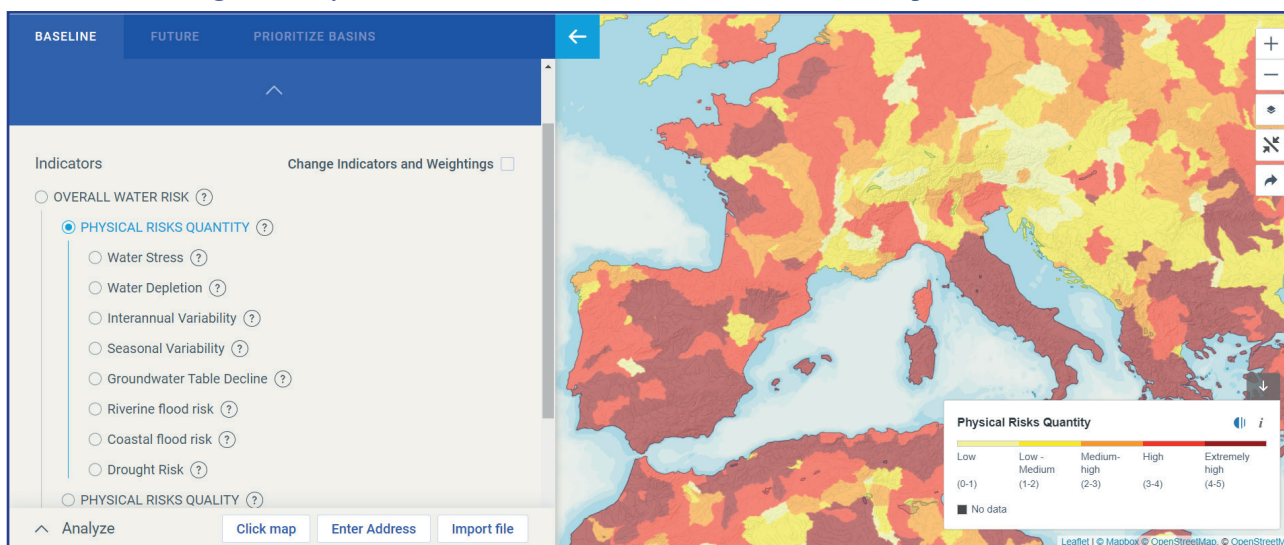 BASELINE
FUTURE
PRIORITIZE BASINS
Indicators
Change Indicators and Weightings
OVERALL WATER RISK ?
PHYSICAL RISKS QUANTITY ?
Water Stress ?
Water Depletion ?
Interannual Variability ?
Seasonal Variability ?
Groundwater Table Decline ?
Riverine flood risk ?
Coastal flood risk ?
Drought Risk ?
PHYSICAL RISKS QUALITY ?
Analyze
Click map
Enter Address
Import file
Physical Risks Quantity
i
Low
(0-1)
Low -
Medium
(1-2)
Medium-
high
(2-3)
High
(3-4)
Extremely
high
(4-5)
No data
Leaflet | © Mapbox © OpenStreetMap, © OpenStreetM